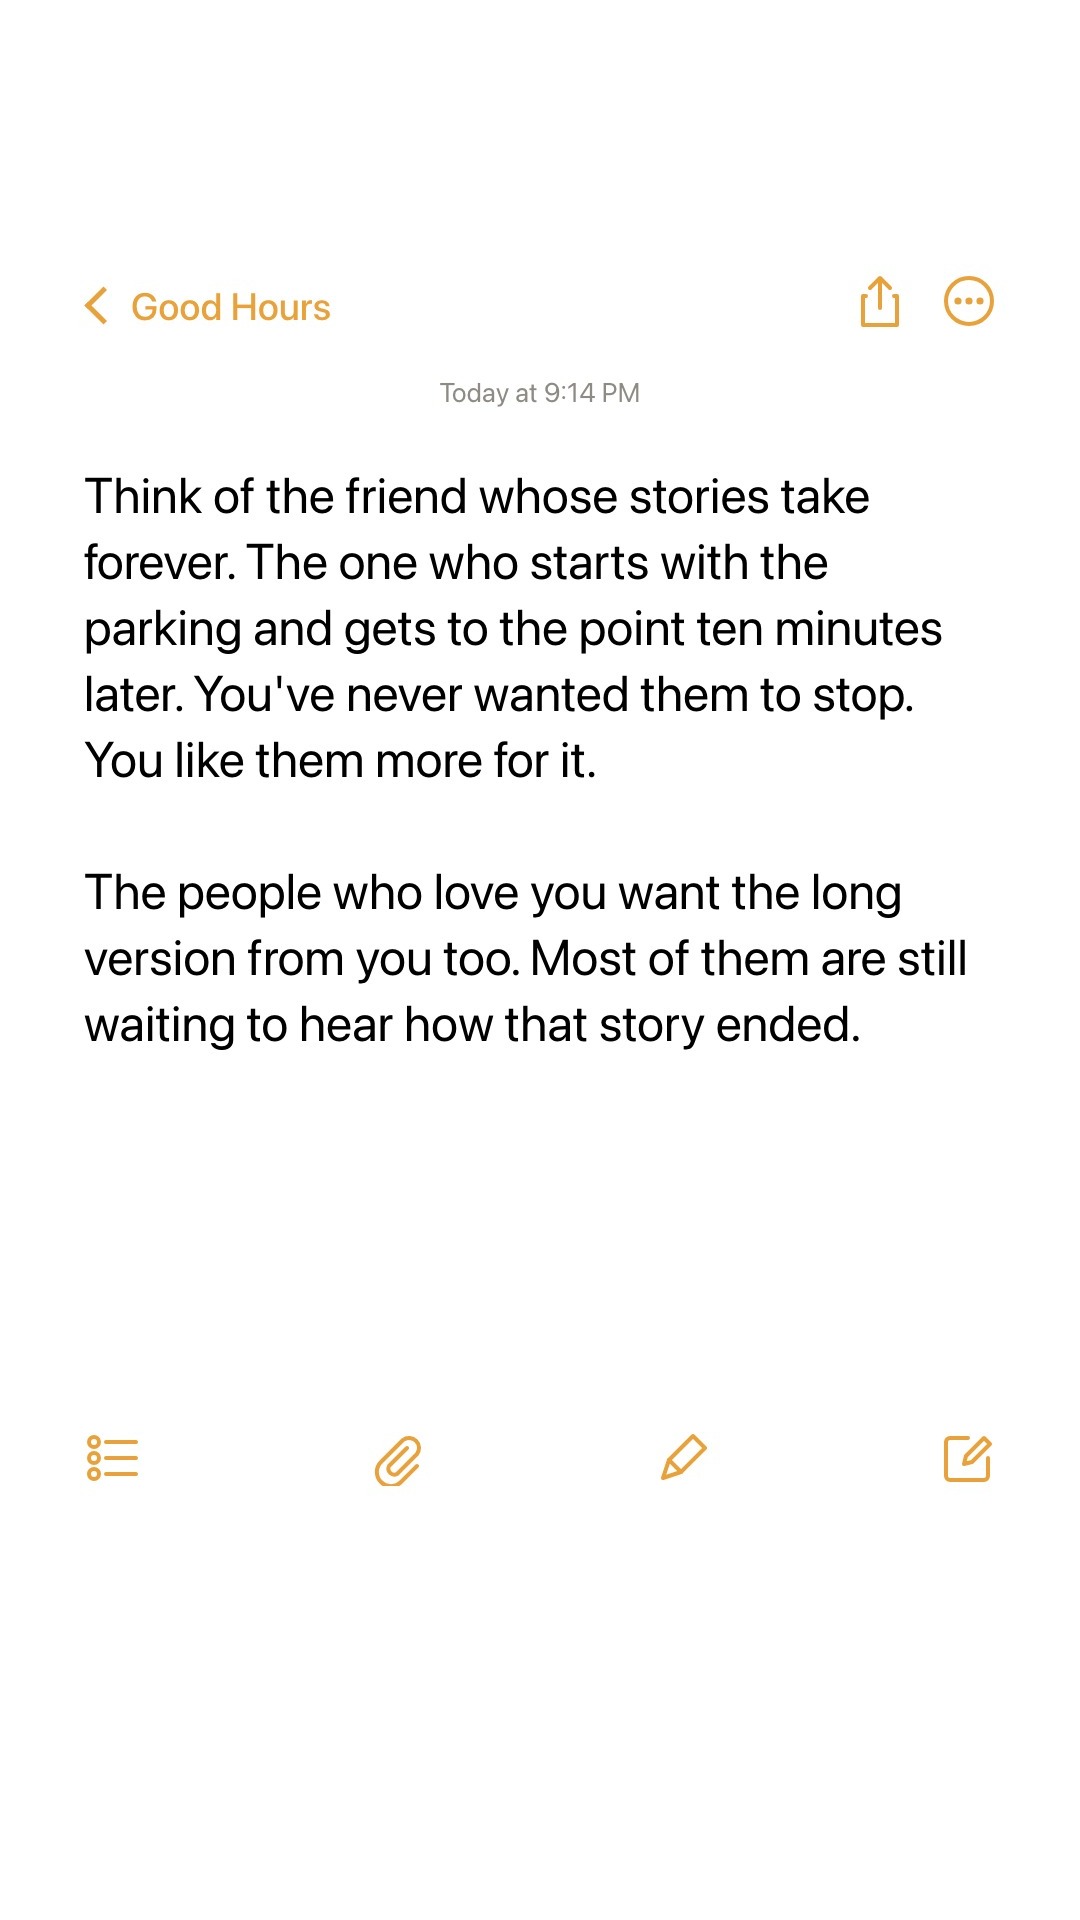 Good Hours
Today at 9:14 PM
Think of the friend whose stories take
forever. The one who starts with the
parking and gets to the point ten minutes
later. You've never wanted them to stop.
You like them more for it.
The people who love you want the long
version from you too. Most of them are still
waiting to hear how that story ended.